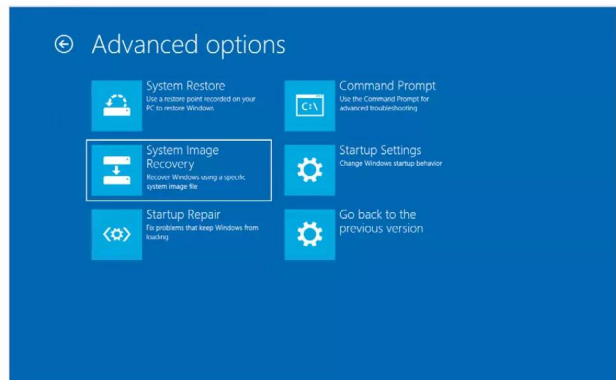 Advanced options
System Restore
Use a restore point recorded on your
PC to restore Windows
Command Prompt
Use the Command Prompt for
advanced troubleshooting
C:\
System Image
Recovery
Recover Windows using a specific
system image file
Startup Settings
Change Windows startup behavior
Startup Repair
Fix problems that keep Windows from
loading
Go back to the
previous version